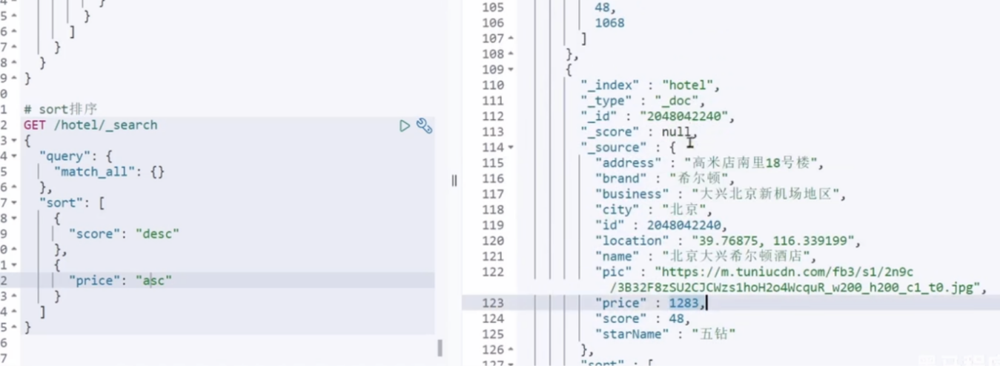 }
5 }
6 ]
7 }
8 }
9 }
0
1 # sort排序
2 GET /hotel/_search
3 {
4 "query": {
5 "match_all": {}
6 },
7 "sort": [
8 {
9 "score": "desc"
0 },
1 {
2 "price": "asc"
3 }
4 ]
5 }
6
7
105 48,
106 1068
107 ]
108 },
109 {
110 "_index" : "hotel",
111 "_type" : "_doc",
112 "_id" : "2048042240",
113 "_score" : null,
114 "_source" : {
115 "address" : "高米店南里18号楼",
116 "brand" : "希尔顿",
117 "business" : "大兴北京新机场地区",
118 "city" : "北京",
119 "id" : 2048042240,
120 "location" : "39.76875, 116.339199",
121 "name" : "北京大兴希尔顿酒店",
122 "pic" : "https://m.tuniucdn.com/fb3/s1/2n9c
/3B32F8zSU2CJCWzs1hoH2o4WcquR_w200_h200_c1_t0.jpg",
123 "price" : 1283,
124 "score" : 48,
125 "starName" : "五钻"
126 },
127 "sort" : [